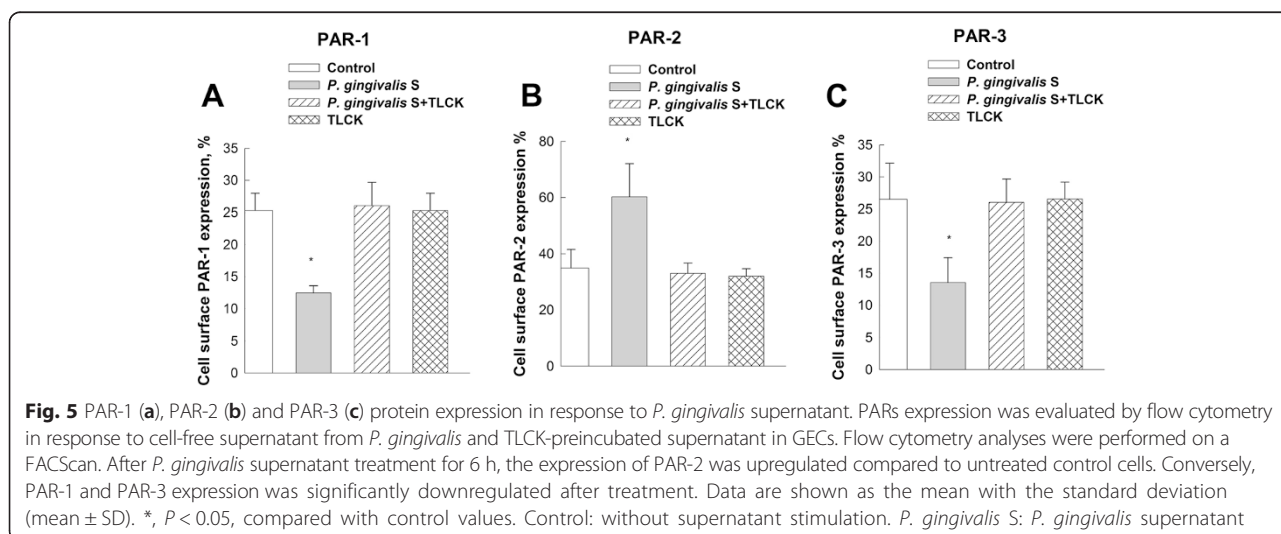 PAR-1
Control
P. gingivalis S
P. gingivalis S+TLCK
TLCK
A
Cell surface PAR-1 expression, %
35
30
25
20
15
10
5
0
*
PAR-2
Control
P. gingivalis S
P. gingivalis S+TLCK
TLCK
B
Cell surface PAR-2 expression %
80
60
40
20
0
*
PAR-3
Control
P. gingivalis S
P. gingivalis S+TLCK
TLCK
C
Cell surface PAR-3 expression %
35
30
25
20
15
10
5
0
*
Fig. 5 PAR-1 (a), PAR-2 (b) and PAR-3 (c) protein expression in response to P. gingivalis supernatant. PARs expression was evaluated by flow cytometry
in response to cell-free supernatant from P. gingivalis and TLCK-preincubated supernatant in GECs. Flow cytometry analyses were performed on a
FACScan. After P. gingivalis supernatant treatment for 6 h, the expression of PAR-2 was upregulated compared to untreated control cells. Conversely,
PAR-1 and PAR-3 expression was significantly downregulated after treatment. Data are shown as the mean with the standard deviation
(mean ± SD). *, P < 0.05, compared with control values. Control: without supernatant stimulation. P. gingivalis S: P. gingivalis supernatant